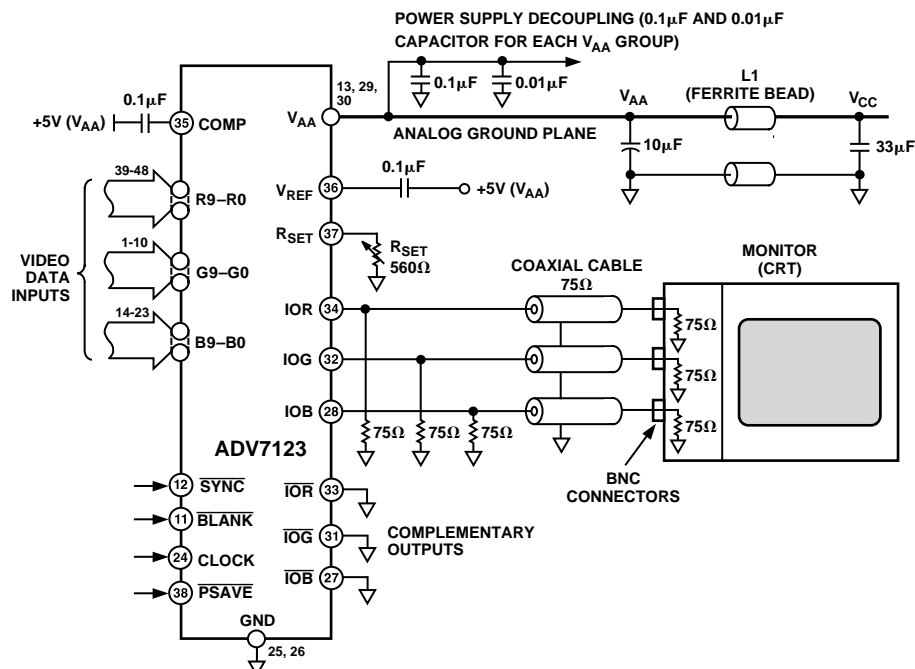 POWER SUPPLY DECOUPLING (0.1µF AND 0.01µF
CAPACITOR FOR EACH VAA GROUP)
0.1µF
0.01µF
L1
(FERRITE BEAD)
13, 29,
30
VAA
ANALOG GROUND PLANE
VAA
VCC
10µF
33µF
0.1µF
+5V (VAA)
35
COMP
39-48
R9–R0
1-10
G9–G0
14-23
B9–B0
VIDEO
DATA
INPUTS
VREF
36
0.1µF
+5V (VAA)
RSET
37
RSET
560Ω
COAXIAL CABLE
75Ω
MONITOR
(CRT)
IOR
34
75Ω
IOG
32
75Ω
IOB
28
75Ω
75Ω
75Ω
75Ω
BNC
CONNECTORS
ADV7123
12
SYNC
IOR
33
11
BLANK
IOG
31
COMPLEMENTARY
OUTPUTS
24
CLOCK
IOB
27
38
PSAVE
GND
25, 26